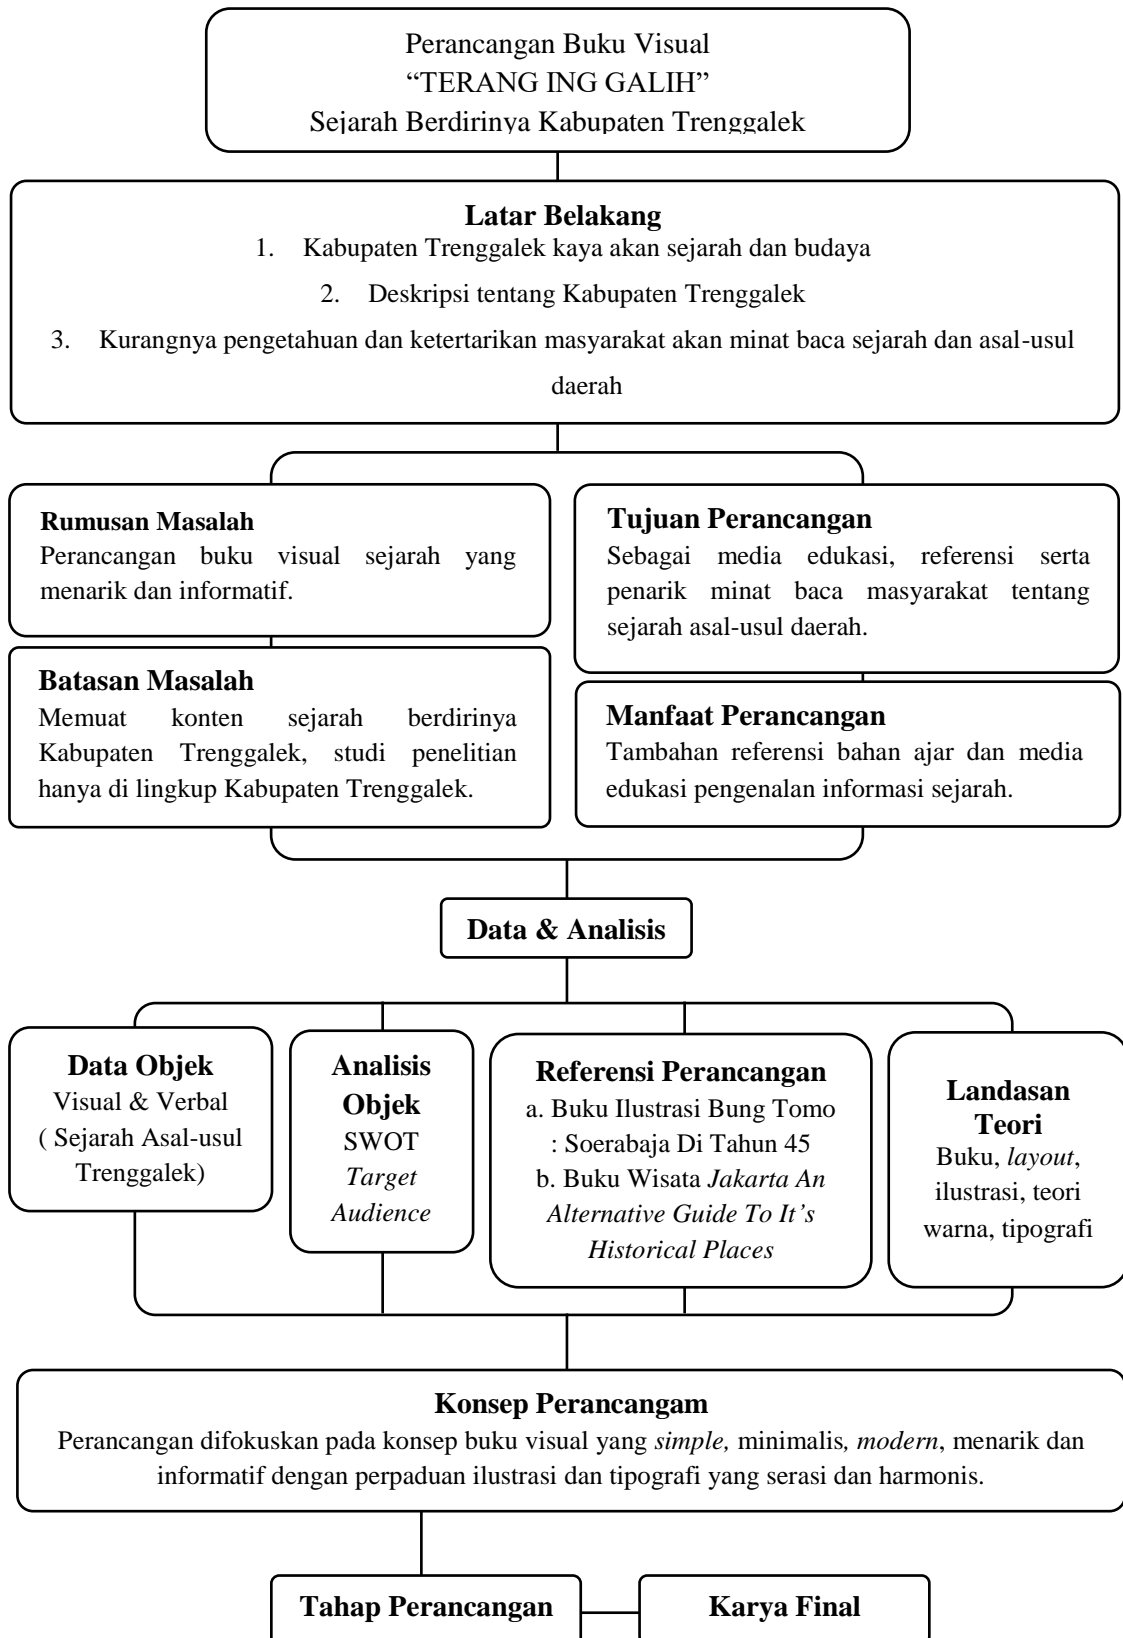 Perancangan Buku Visual
“TERANG ING GALIH”
Sejarah Berdirinya Kabupaten Trenggalek
Latar Belakang
1. Kabupaten Trenggalek kaya akan sejarah dan budaya
2. Deskripsi tentang Kabupaten Trenggalek
3. Kurangnya pengetahuan dan ketertarikan masyarakat akan minat baca sejarah dan asal-usul
daerah
Rumusan Masalah
Perancangan buku visual sejarah yang
menarik dan informatif.
Tujuan Perancangan
Sebagai media edukasi, referensi serta
penarik minat baca masyarakat tentang
sejarah asal-usul daerah.
Batasan Masalah
Memuat konten sejarah berdirinya
Kabupaten Trenggalek, studi penelitian
hanya di lingkup Kabupaten Trenggalek.
Manfaat Perancangan
Tambahan referensi bahan ajar dan media
edukasi pengenalan informasi sejarah.
Data & Analisis
Data Objek
Visual & Verbal
( Sejarah Asal-usul
Trenggalek)
Analisis
Objek
SWOT
Target
Audience
Referensi Perancangan
a. Buku Ilustrasi Bung Tomo
: Soerabaja Di Tahun 45
b. Buku Wisata Jakarta An
Alternative Guide To It’s
Historical Places
Landasan
Teori
Buku, layout,
ilustrasi, teori
warna, tipografi
Konsep Perancangam
Perancangan difokuskan pada konsep buku visual yang simple, minimalis, modern, menarik dan
informatif dengan perpaduan ilustrasi dan tipografi yang serasi dan harmonis.
Tahap Perancangan
Karya Final